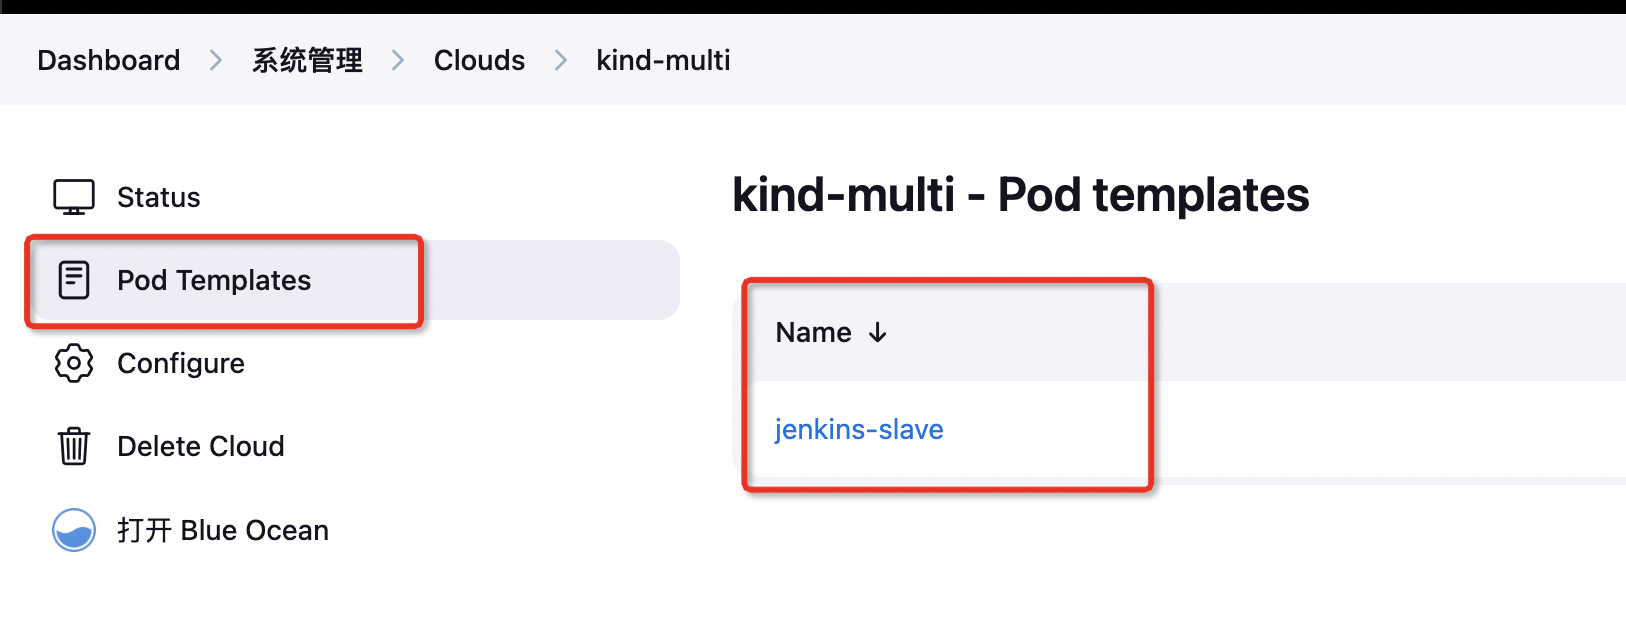 Dashboard > 系统管理 > Clouds > kind-multi
Status
Pod Templates
Configure
Delete Cloud
打开 Blue Ocean
kind-multi - Pod templates
Name ↓
jenkins-slave